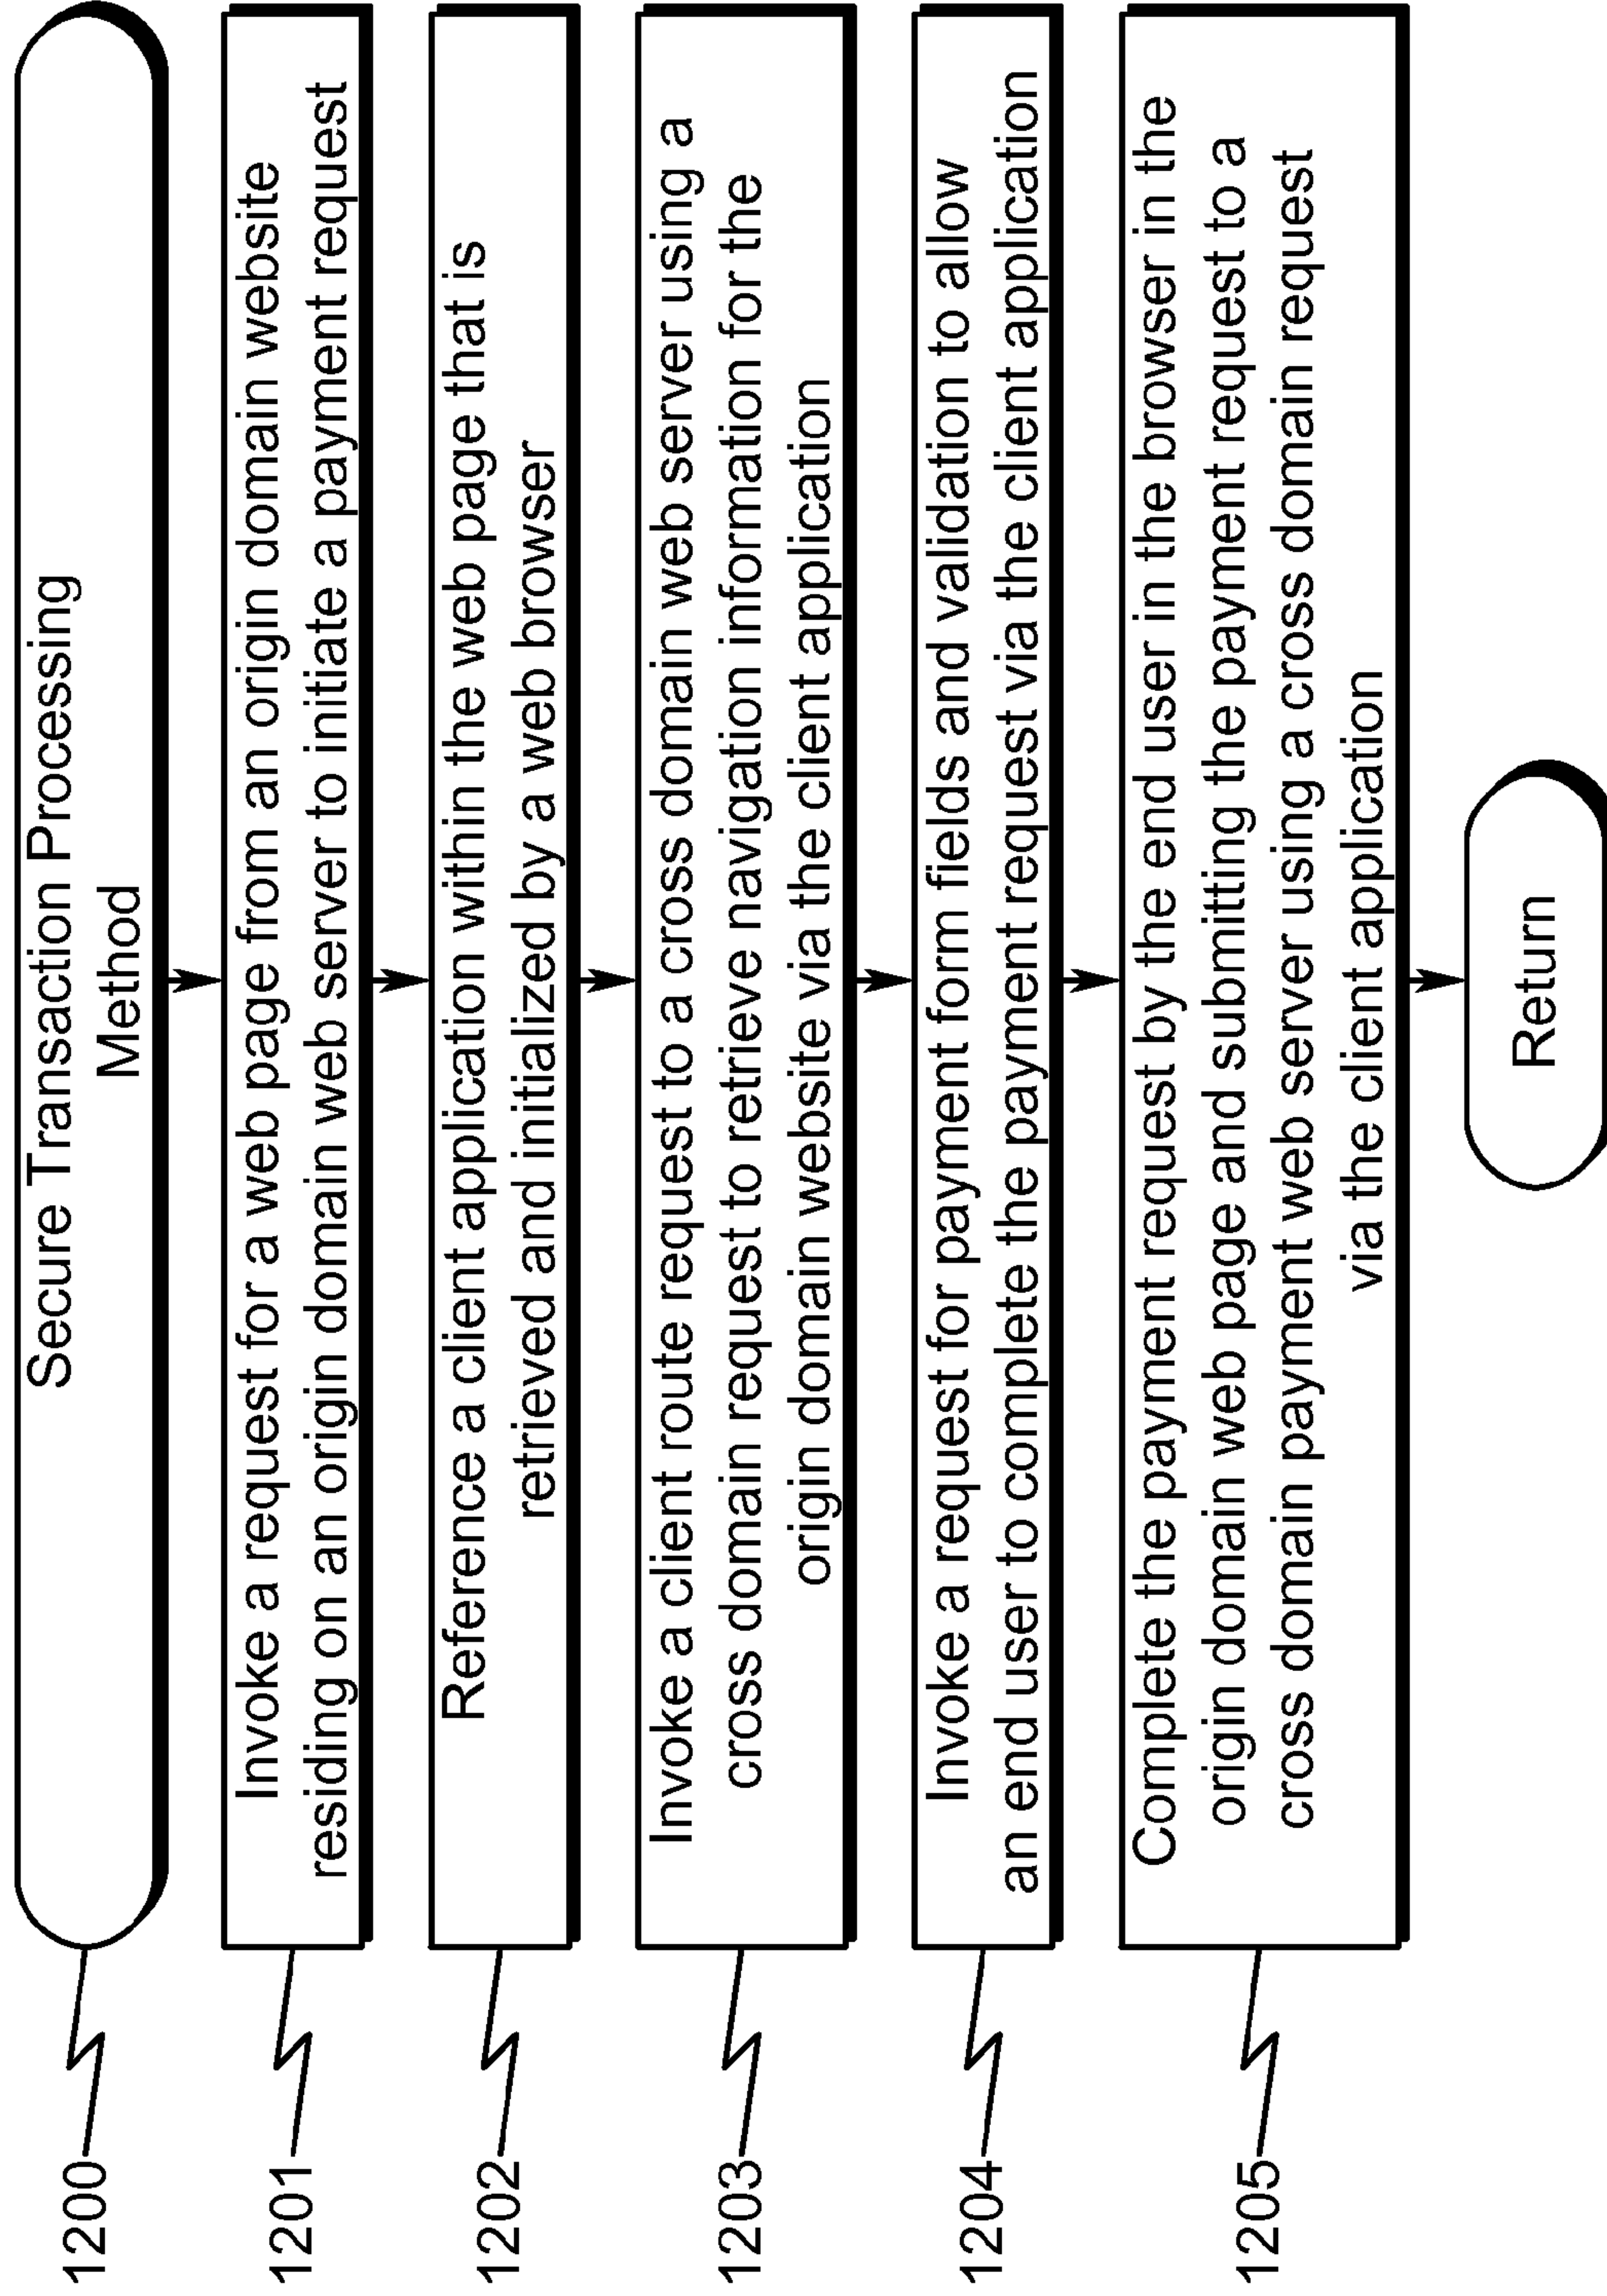 1200
Secure Transaction Processing
Method
1201
Invoke a request for a web page from an origin domain website
residing on an origin domain web server to initiate a payment request
1202
Reference a client application within the web page that is
retrieved and initialized by a web browser
1203
Invoke a client route request to a cross domain web server using a
cross domain request to retrieve navigation information for the
origin domain website via the client application
1204
Invoke a request for payment form fields and validation to allow
an end user to complete the payment request via the client application
1205
Complete the payment request by the end user in the browser in the
origin domain web page and submitting the payment request to a
cross domain payment web server using a cross domain request
via the client application
Return